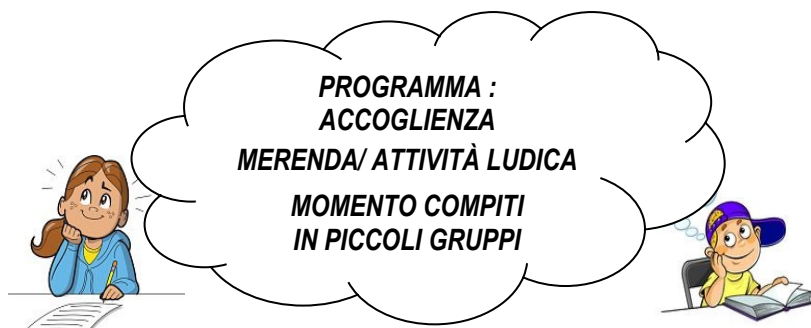 PROGRAMMA :
ACCOGLIENZA
MERENDA/ ATTIVITÀ LUDICA
MOMENTO COMPITI
IN PICCOLI GRUPPI